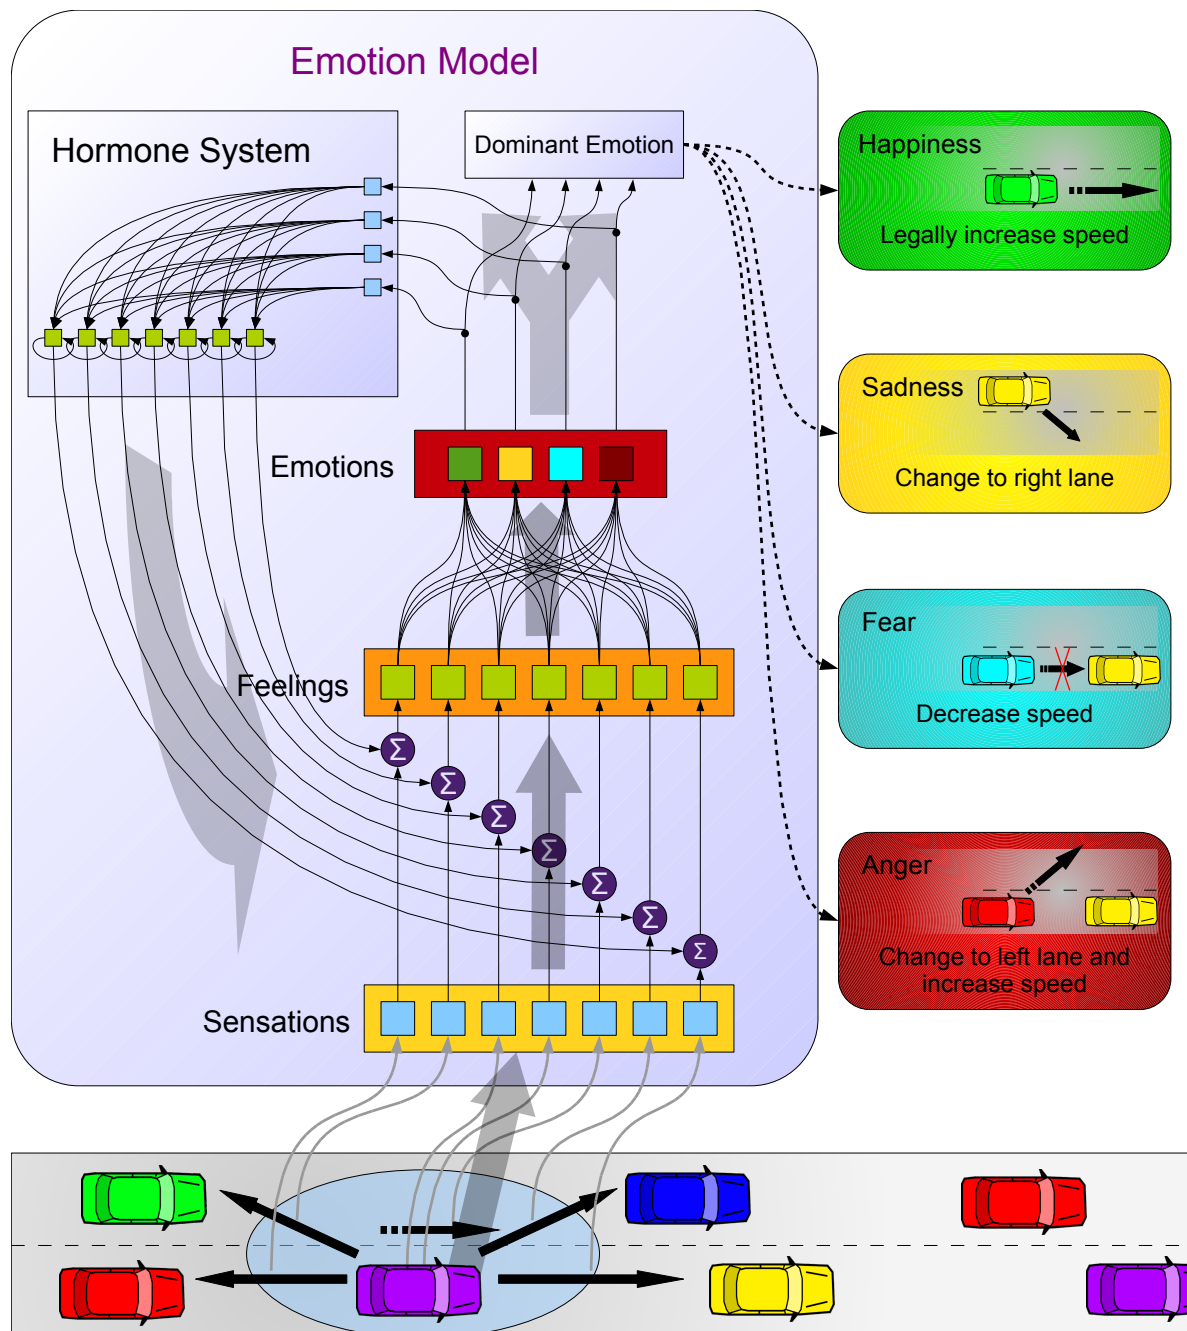 Emotion Model
Hormone System
Dominant Emotion
Happiness
Legally increase speed
Sadness
Change to right lane
Emotions
Fear
Decrease speed
Feelings
Σ
Σ
Σ
Σ
Σ
Σ
Σ
Anger
Change to left lane and
increase speed
Sensations